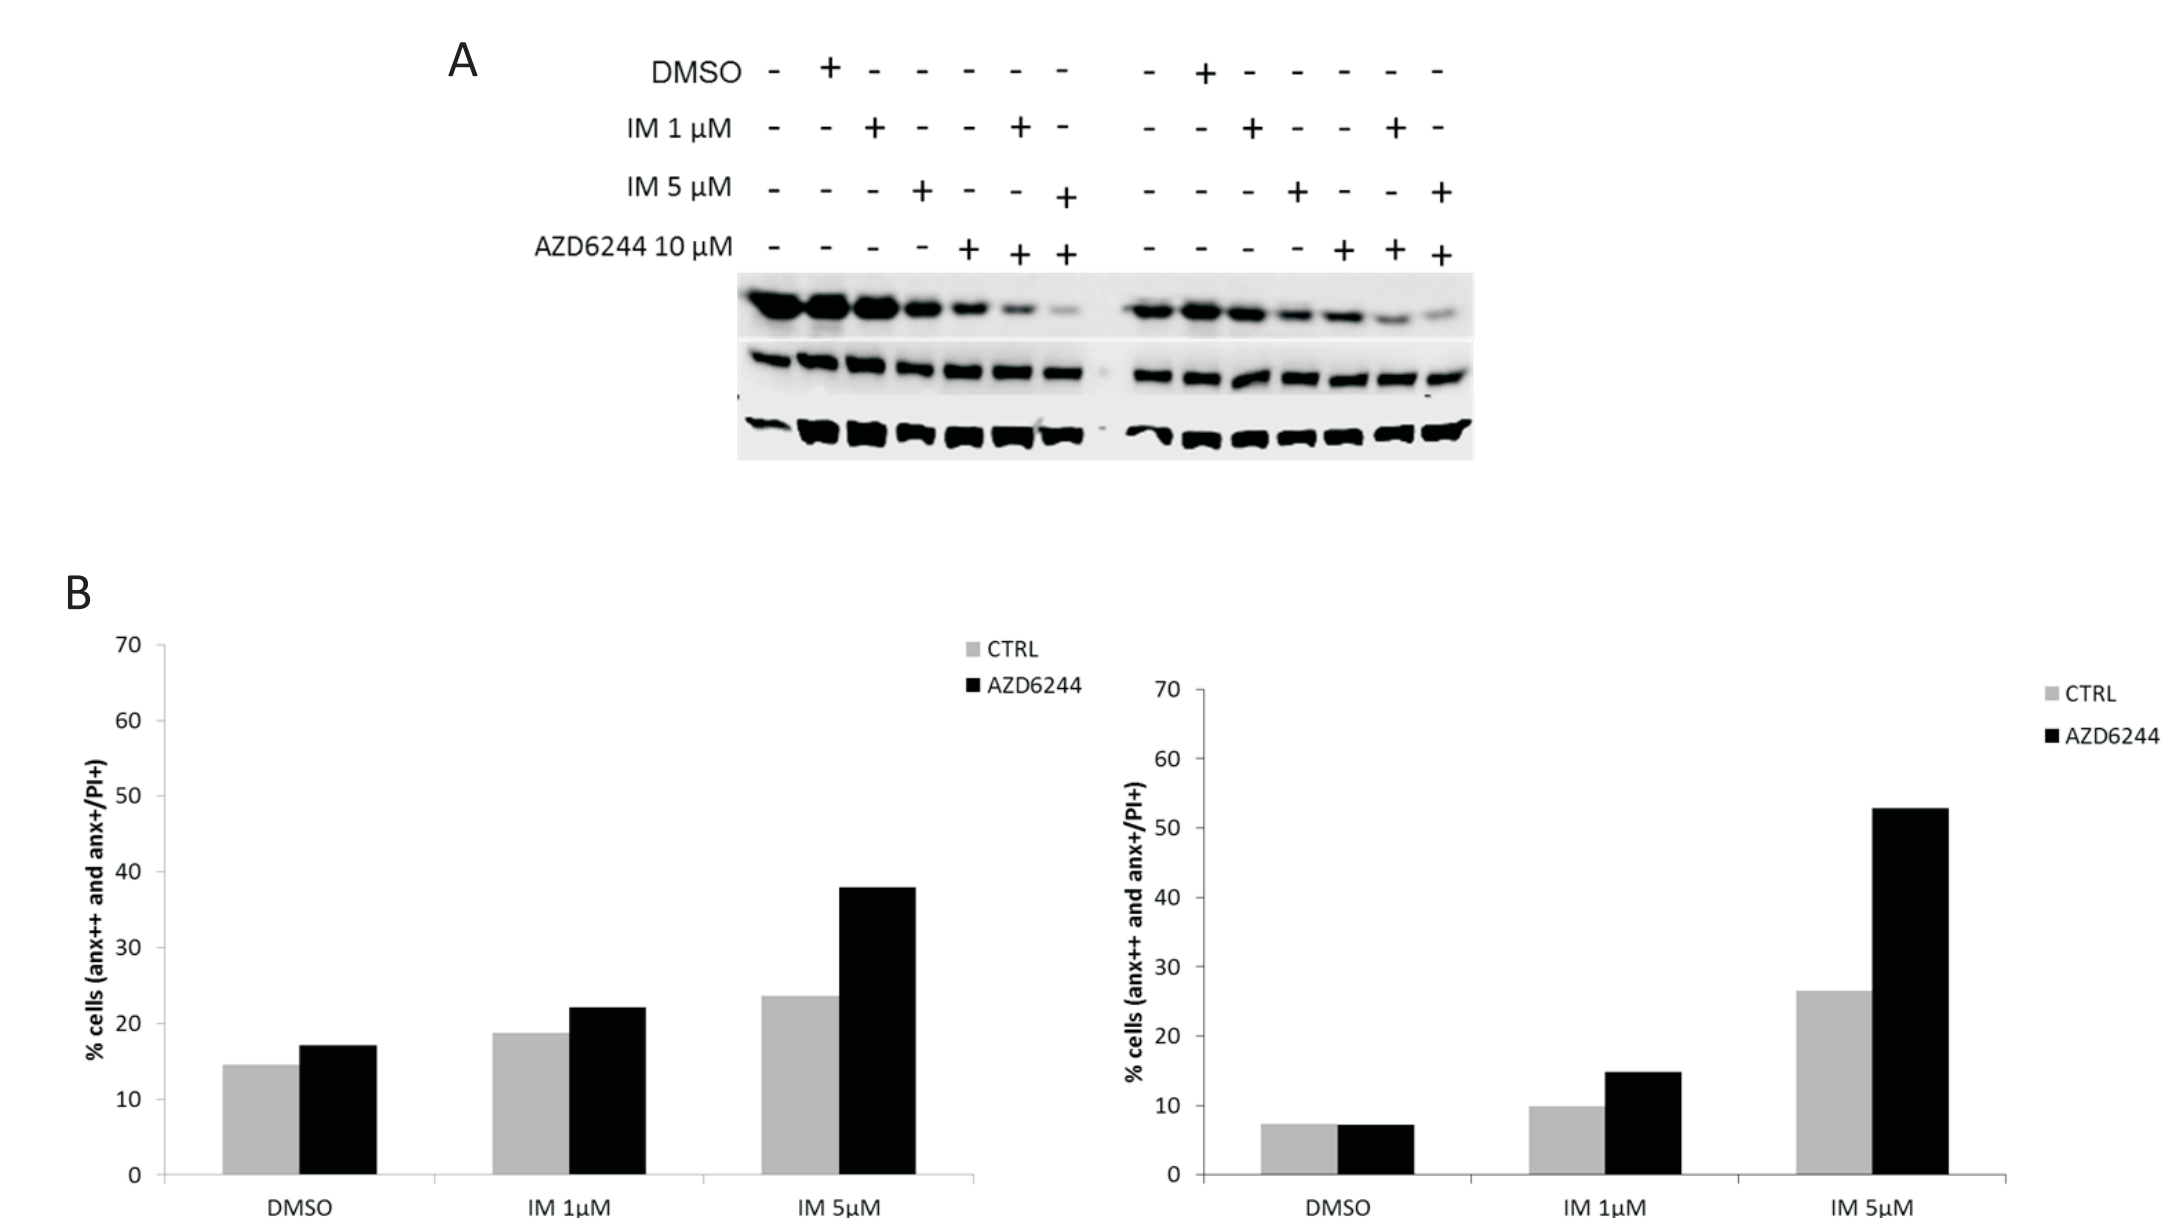 A
DMSO - + - - - - - - + - - - - -
IM 1 µM - - + - - + - - - + - - + -
IM 5 µM - - - + - - + - - - + - - +
AZD6244 10 µM - - - - + + + - - - - + + +
B
70
60
50
40
30
20
10
0
% cells (anx++ and anx+/PI+)
CTRL
AZD6244
DMSO IM 1µM IM 5µM
70
60
50
40
30
20
10
0
% cells (anx++ and anx+/PI+)
CTRL
AZD6244
DMSO IM 1µM IM 5µM